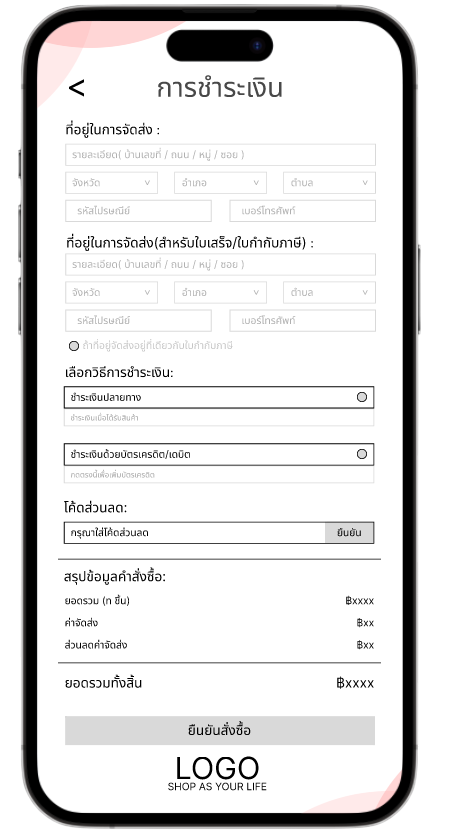 <
การชำระเงิน
ที่อยู่ในการจัดส่ง :
รายละเอียด( บ้านเลขที่ / ถนน / หมู่ / ซอย )
จังหวัด v อำเภอ v ตำบล v
รหัสไปรษณีย์ เบอร์โทรศัพท์
ที่อยู่ในการจัดส่ง(สำหรับใบเสร็จ/ใบกำกับภาษี) :
รายละเอียด( บ้านเลขที่ / ถนน / หมู่ / ซอย )
จังหวัด v อำเภอ v ตำบล v
รหัสไปรษณีย์ เบอร์โทรศัพท์
ถ้าที่อยู่จัดส่งอยู่ที่เดียวกับใบกำกับภาษี
เลือกวิธีการชำระเงิน:
ชำระเงินปลายทาง
ชำระเงินเมื่อได้รับสินค้า
ชำระเงินด้วยบัตรเครดิต/เดบิต
กดตรงนี้เพื่อเพิ่มบัตรเครดิต
โค้ดส่วนลด:
กรุณาใส่โค้ดส่วนลด ยืนยัน
สรุปข้อมูลคำสั่งซื้อ:
ยอดรวม (ท ชิ้น) ฿xxxx
ค่าจัดส่ง ฿xx
ส่วนลดค่าจัดส่ง ฿xx
ยอดรวมทั้งสิ้น ฿xxxx
ยืนยันสั่งซื้อ
LOGO
SHOP AS YOUR LIFE